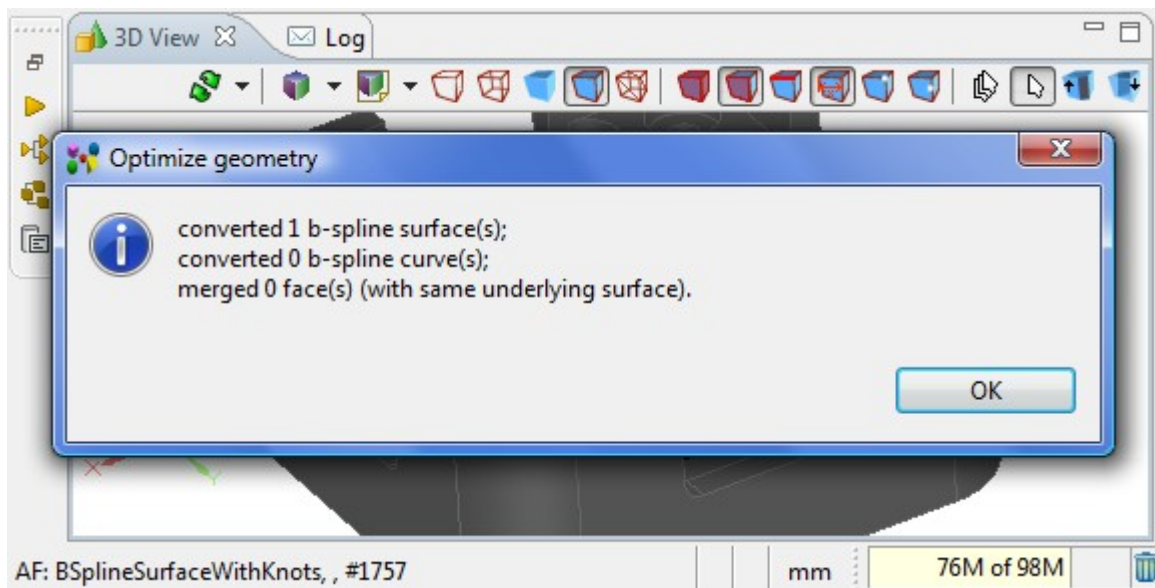 3D View
Log
Optimize geometry
converted 1 b-spline surface(s);
converted 0 b-spline curve(s);
merged 0 face(s) (with same underlying surface).
OK
X
Y
AF: BSplineSurfaceWithKnots, , #1757
mm
76M of 98M